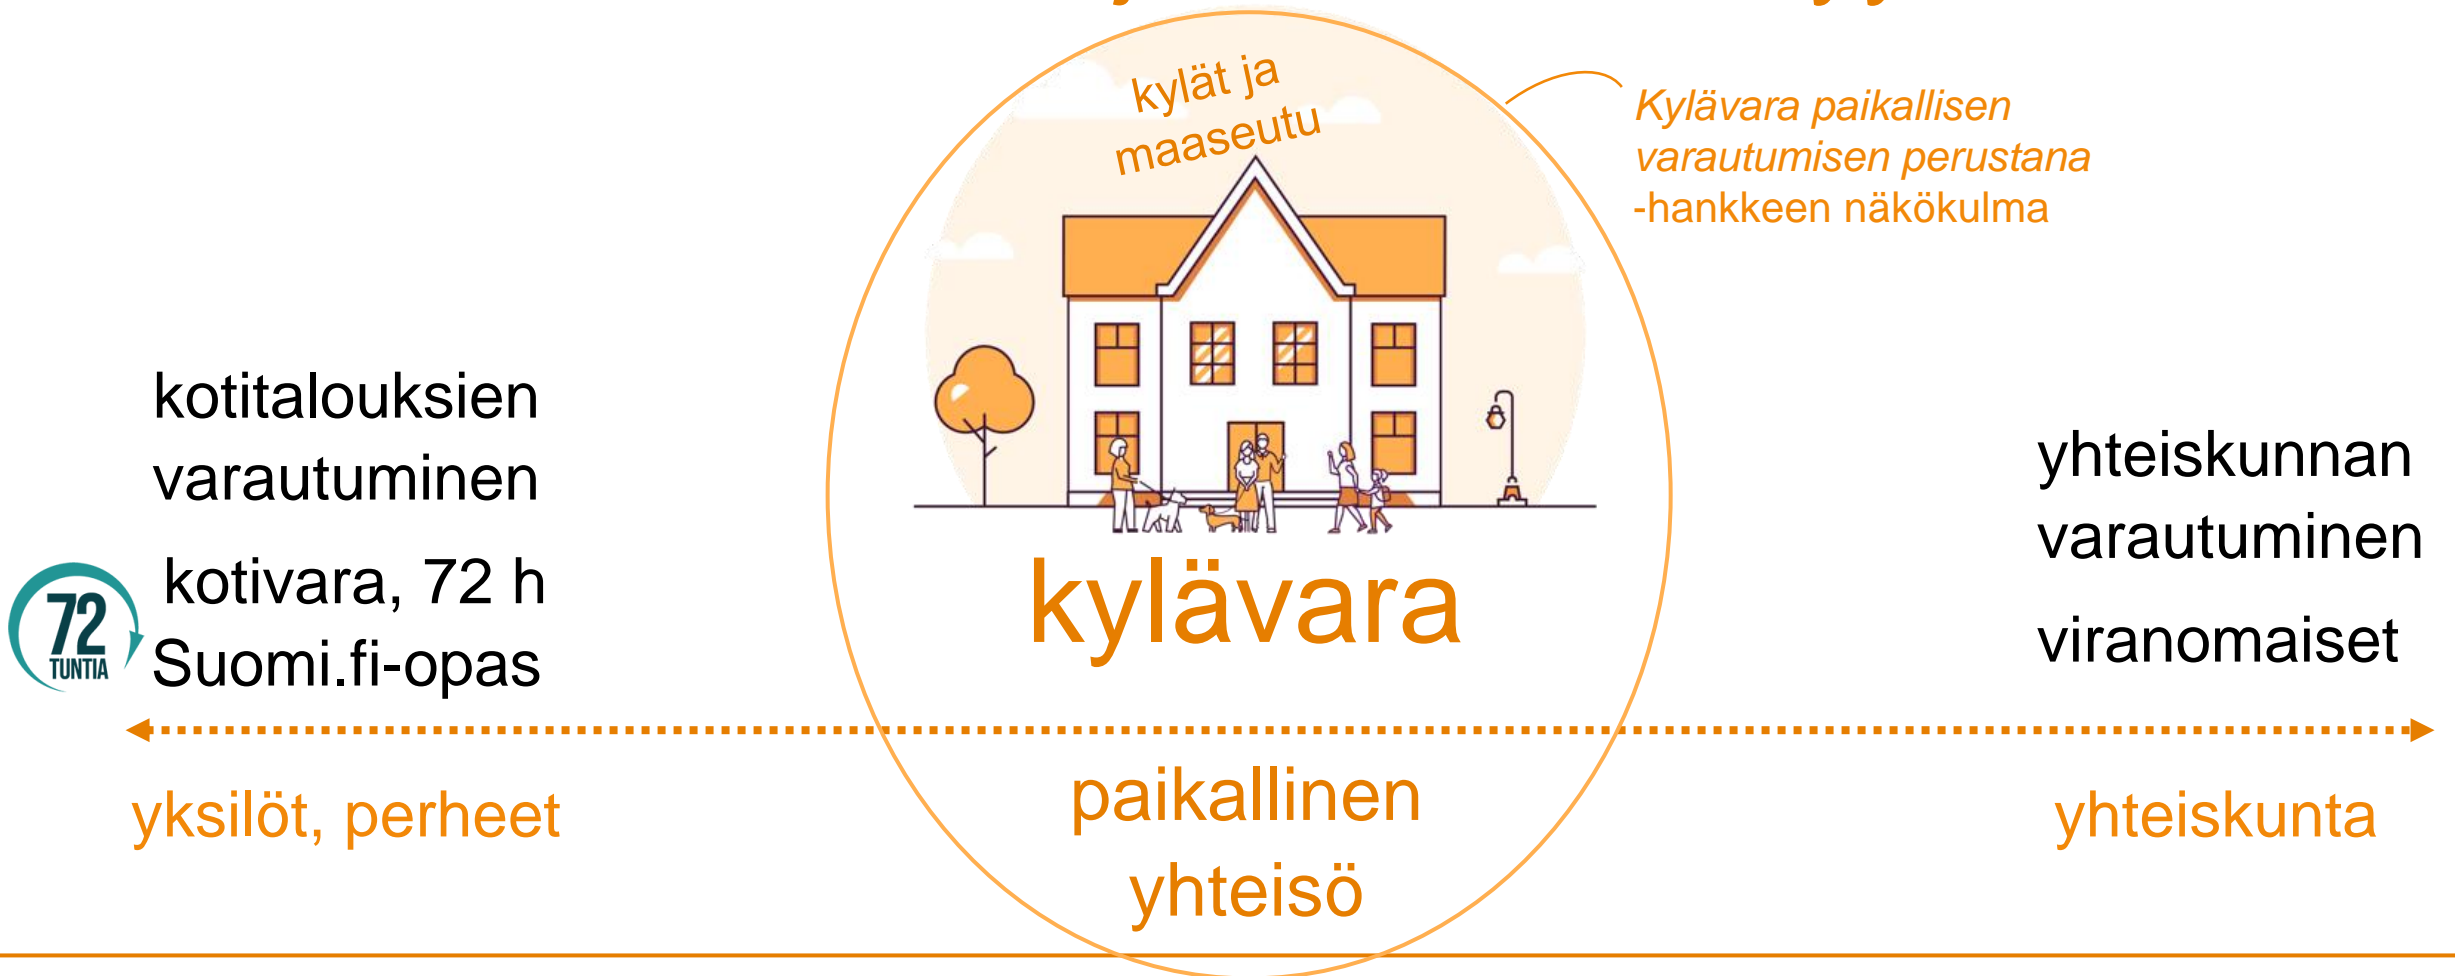 kylät ja
maaseutu
Kylävara paikallisen
varautumisen perustana
-hankkeen näkökulma
kotitalouksien
varautuminen
kotivara, 72 h
Suomi.fi-opas
72
TUNTIA
kylävara
yhteiskunnan
varautuminen
viranomaiset
yksilöt, perheet
paikallinen
yhteisö
yhteiskunta